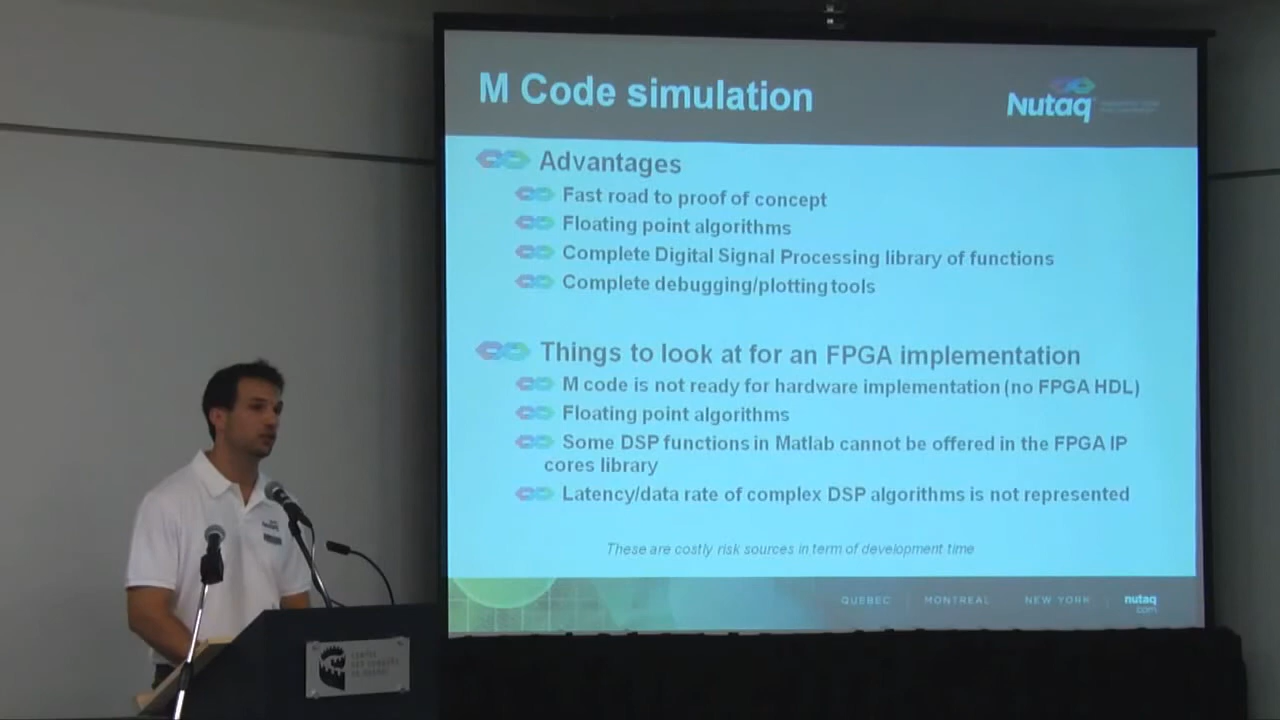 M Code simulation
Nutaq
Advantages
Fast road to proof of concept
Floating point algorithms
Complete Digital Signal Processing library of functions
Complete debugging/plotting tools
Things to look at for an FPGA implementation
M code is not ready for hardware implementation (no FPGA HDL)
Floating point algorithms
Some DSP functions in Matlab cannot be offered in the FPGA IP
cores library
Latency/data rate of complex DSP algorithms is not represented
These are costly risk sources in term of development time
QUEBEC MONTREAL NEW YORK nutaq
.com